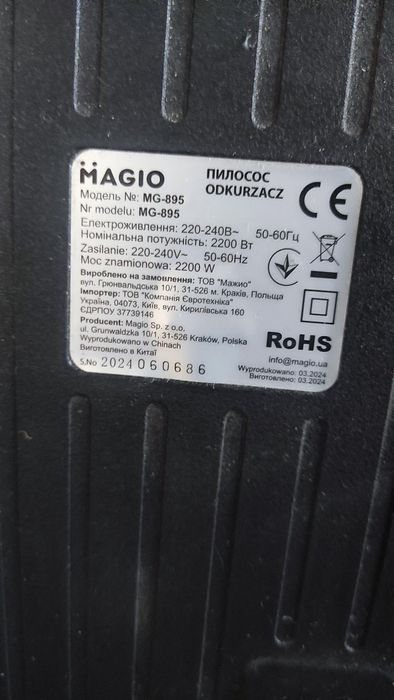 MAGIO
ПИЛОСОС
ODKURZACZ
CE
Модель №: MG-895
Nr modelu: MG-895
Електроживлення: 220-240В~ 50-60Гц
Номінальна потужність: 2200 Вт
Zasilanie: 220-240V~ 50-60Hz
Moc znamionowa: 2200 W
Вироблено на замовлення: ТОВ "Мажио"
вул. Грюнвальдська 10/1, 31-526 м. Краків, Польща
Імпортер: ТОВ "Компанія Євротехніка"
Україна, 04073, Київ, вул. Кирилівська 160
ЄДРПОУ 37739146
Producent: Magio Sp. z o.o.
ul. Grunwaldzka 10/1, 31-526 Kraków, Polska
Wyprodukowano w Chinach
Виготовлено в Китаї
S.No 2024060686
RoHS
info@magio.ua
Wyprodukowano: 03.2024
Виготовлено: 03.2024